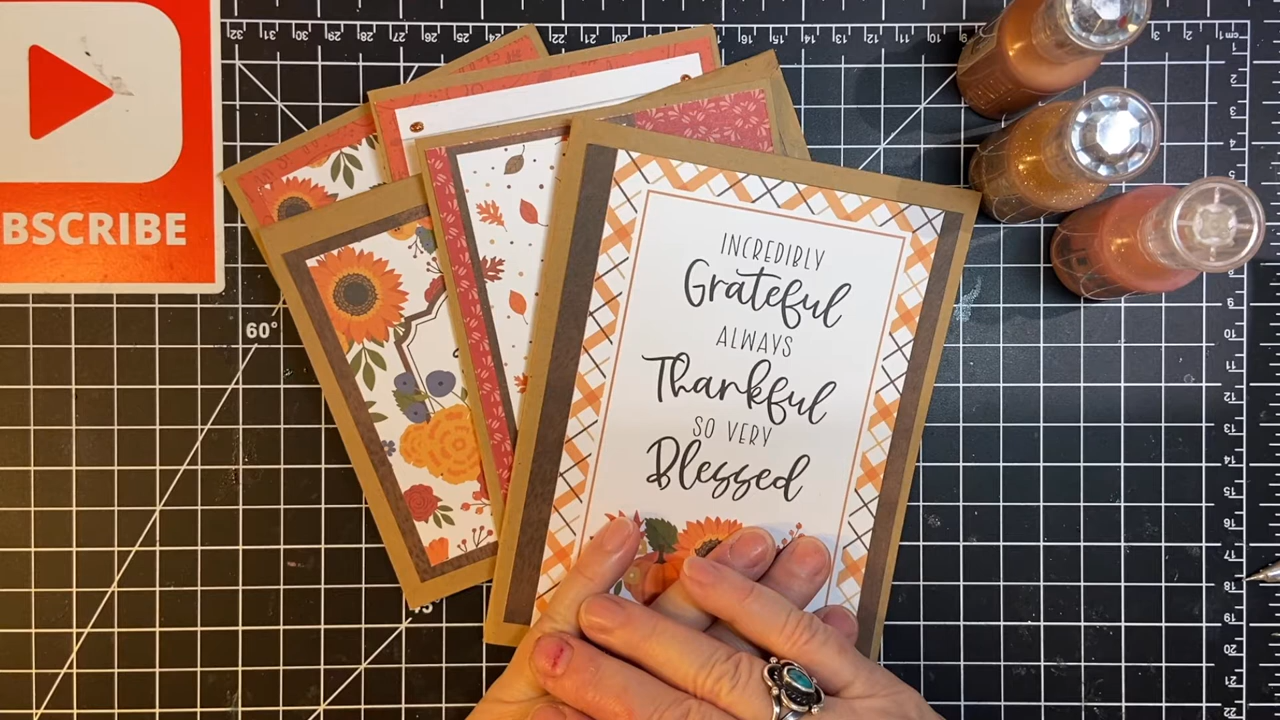 BSCRIBE
INCREDIBLY
Grateful
ALWAYS
Thankful
SO VERY
Blessed
60°